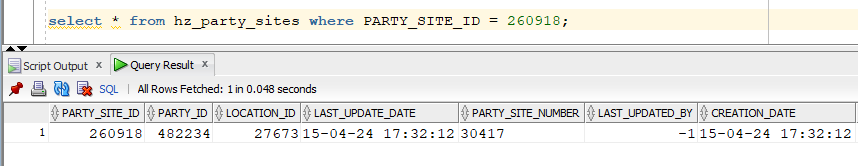 select * from hz_party_sites where PARTY_SITE_ID = 260918;
Script Output x Query Result x
SQL | All Rows Fetched: 1 in 0.048 seconds
PARTY_SITE_ID PARTY_ID LOCATION_ID LAST_UPDATE_DATE PARTY_SITE_NUMBER LAST_UPDATED_BY CREATION_DATE
1 260918 482234 27673 15-04-24 17:32:12 30417 -1 15-04-24 17:32:12